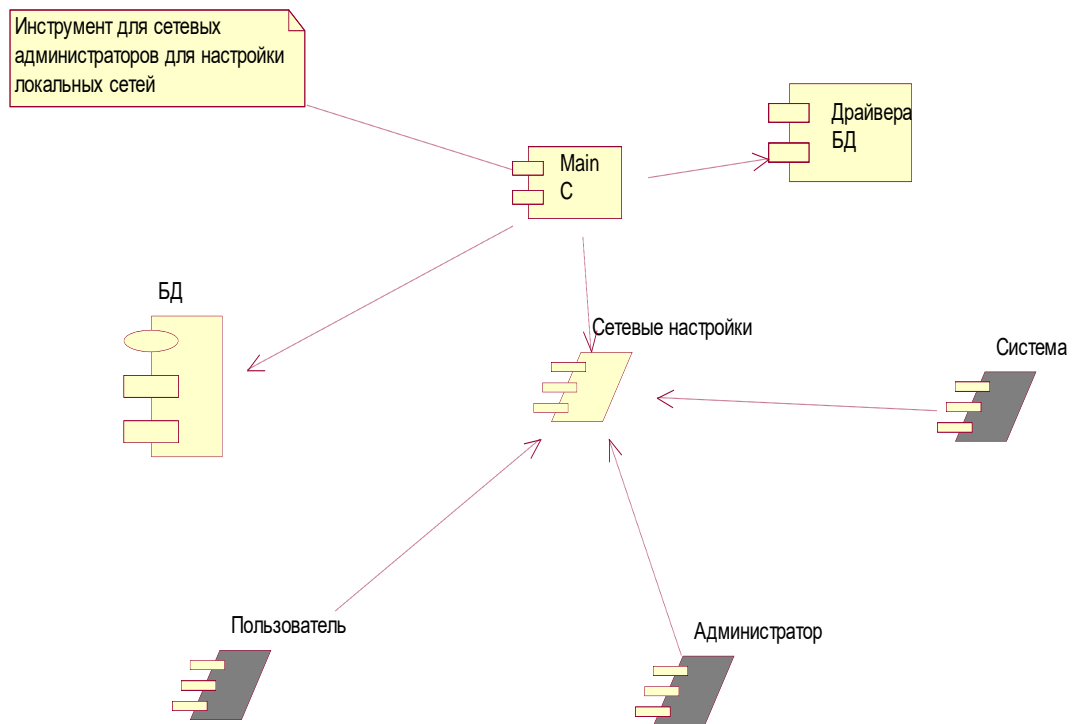 Инструмент для сетевых
администраторов для настройки
локальных сетей
Драйвера
БД
Main
C
БД
Сетевые настройки
Система
Пользователь
Администратор